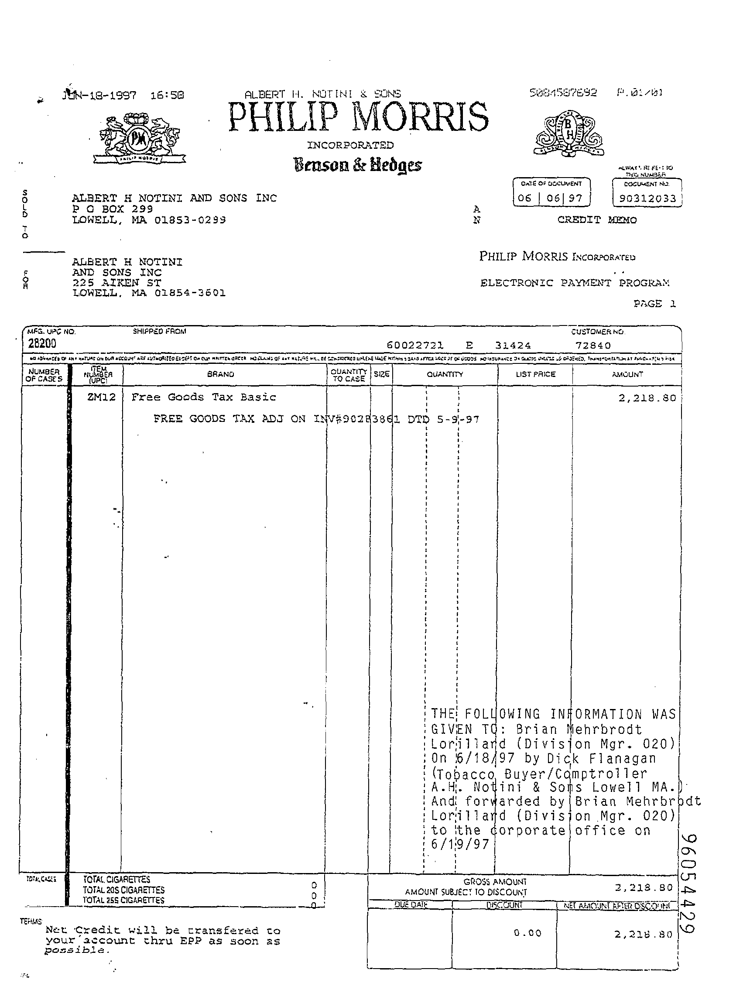 JUN-18-1997 16:58 ALBERT H. NOTINI & SONS 5084587692 P.01/01
PHILIP MORRIS
INCORPORATED
Benson & Hedges
PM
PHILIP MORRIS
B H
ALWAYS REFER TO
THIS NUMBER
DATE OF DOCUMENT
06 06 97
DOCUMENT NO.
90312033
SOLD TO
ALBERT H NOTINI AND SONS INC
P O BOX 299
LOWELL, MA 01853-0299
A
N
CREDIT MEMO
FOR
ALBERT H NOTINI
AND SONS INC
225 AIKEN ST
LOWELL, MA 01854-3601
PHILIP MORRIS INCORPORATED
ELECTRONIC PAYMENT PROGRAM
PAGE 1
MFG. UPC NO. SHIPPED FROM CUSTOMER NO.
28200 60022721 E 31424 72840
NUMBER OF CASES ITEM NUMBER (UPC) BRAND QUANTITY TO CASE SIZE QUANTITY LIST PRICE AMOUNT
ZM12 Free Goods Tax Basic 2,218.80
FREE GOODS TAX ADJ ON INV#90283861 DTD 5-9-97
THE FOLLOWING INFORMATION WAS
GIVEN TO: Brian Mehrbrodt
Lorillard (Division Mgr. 020)
On 6/18/97 by Dick Flanagan
(Tobacco Buyer/Comptroller
A.H. Notini & Sons Lowell MA.)
And forwarded by Brian Mehrbrodt
Lorillard (Division Mgr. 020)
to the corporate office on
6/19/97
96054429
TOTAL CASES TOTAL CIGARETTES 0
TOTAL 20S CIGARETTES 0
TOTAL 25S CIGARETTES 0
GROSS AMOUNT
AMOUNT SUBJECT TO DISCOUNT 2,218.80
DUE DATE DISCOUNT NET AMOUNT AFTER DISCOUNT
0.00 2,218.80
TERMS
Net Credit will be transfered to
your account thru EPP as soon as
possible.